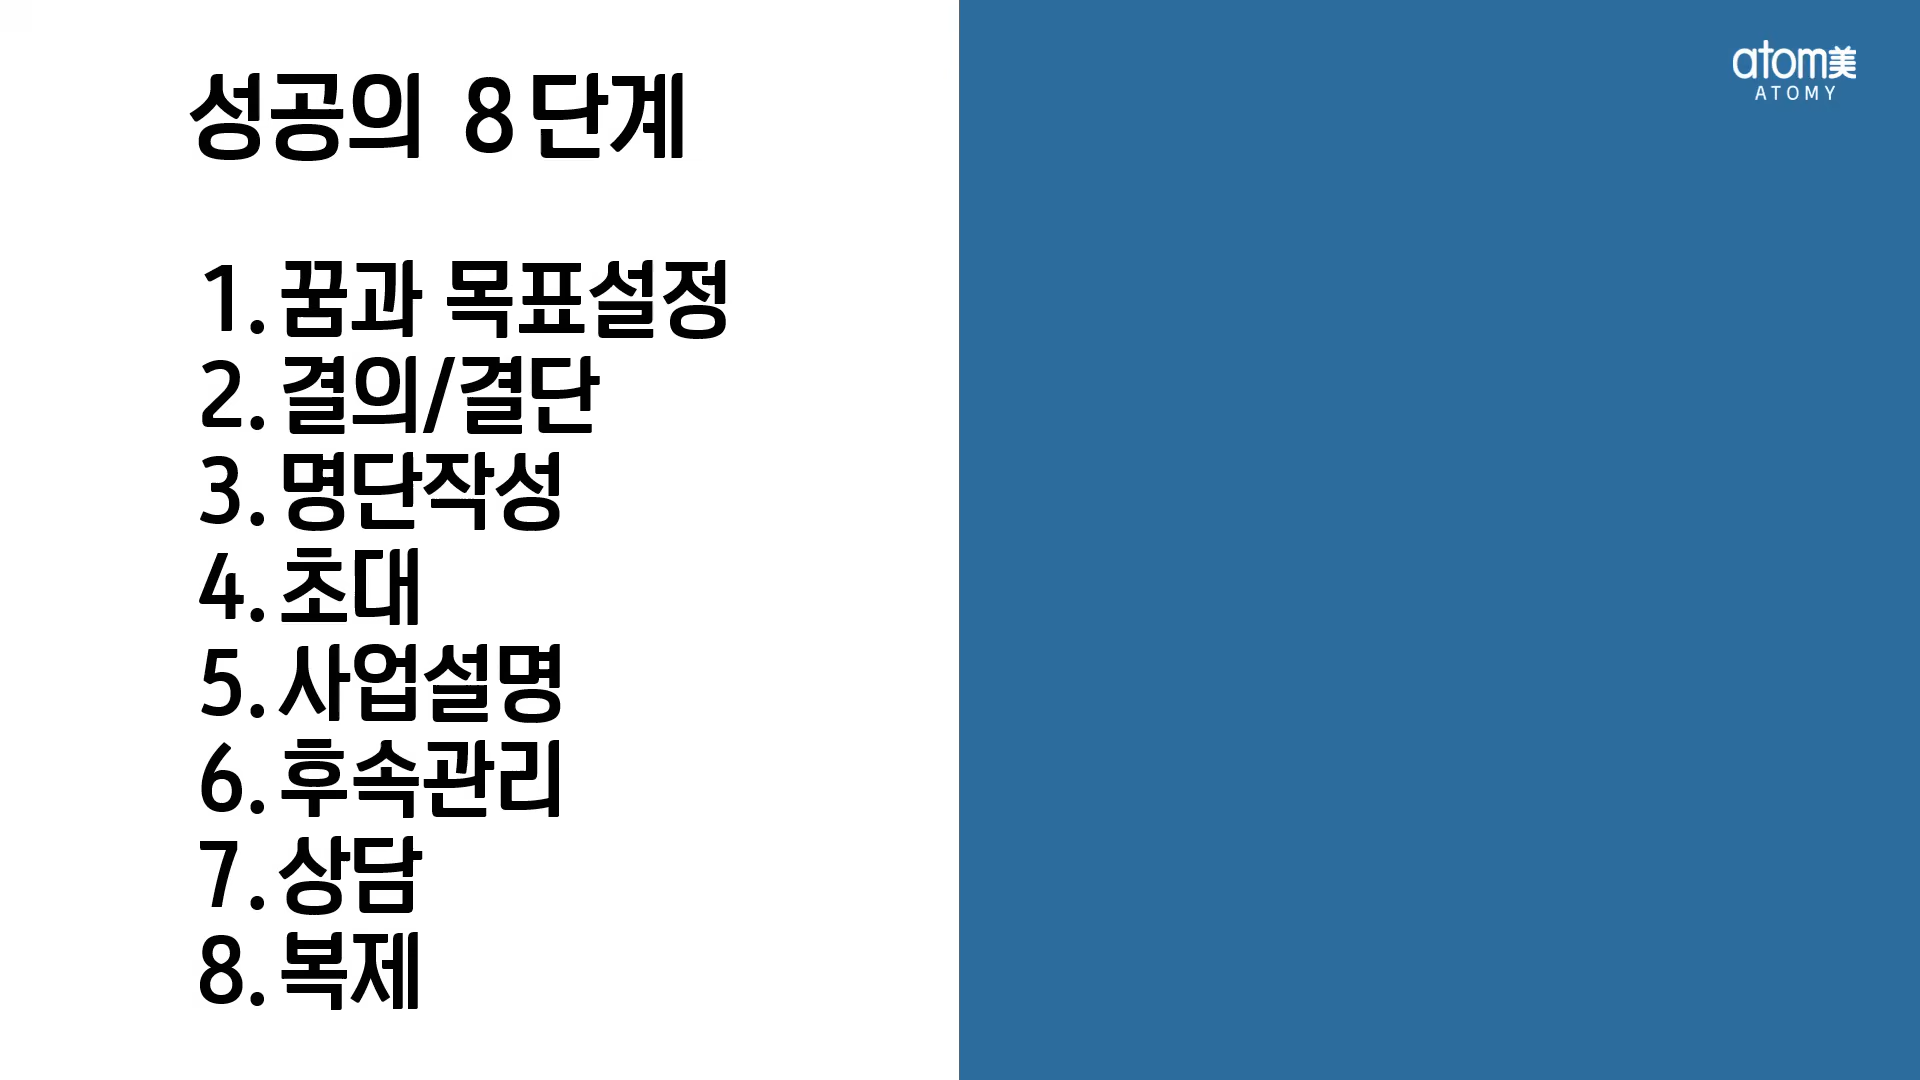 성공의 8단계
atom美
ATOMY
1.꿈과 목표설정
2.결의/결단
3.명단작성
4.초대
5.사업설명
6.후속관리
7.상담
8.복제